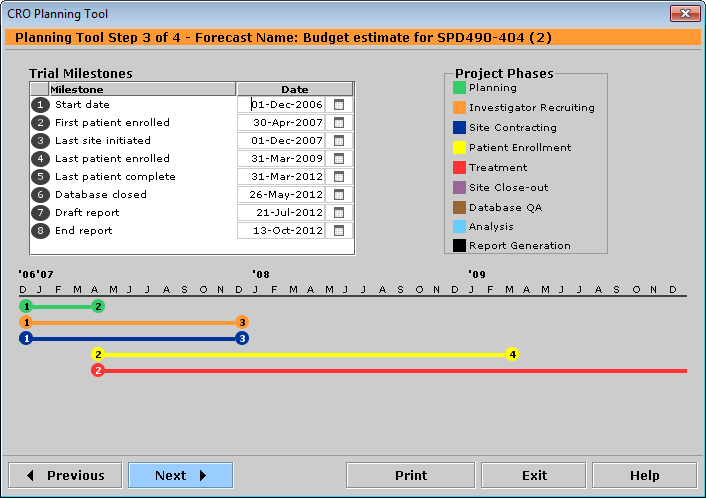 CRO Planning Tool
Planning Tool Step 3 of 4 - Forecast Name: Budget estimate for SPD490-404 (2)
Trial Milestones
Milestone Date
1 Start date 01-Dec-2006
2 First patient enrolled 30-Apr-2007
3 Last site initiated 01-Dec-2007
4 Last patient enrolled 31-Mar-2009
5 Last patient complete 31-Mar-2012
6 Database closed 26-May-2012
7 Draft report 21-Jul-2012
8 End report 13-Oct-2012
Project Phases
Planning
Investigator Recruiting
Site Contracting
Patient Enrollment
Treatment
Site Close-out
Database QA
Analysis
Report Generation
'06'07 '08 '09
D J F M A M J J A S O N D J F M A M J J A S O N D J F M A M J J A S O N D
1 2
1 3
1 3
2 4
2
Previous Next Print Exit Help